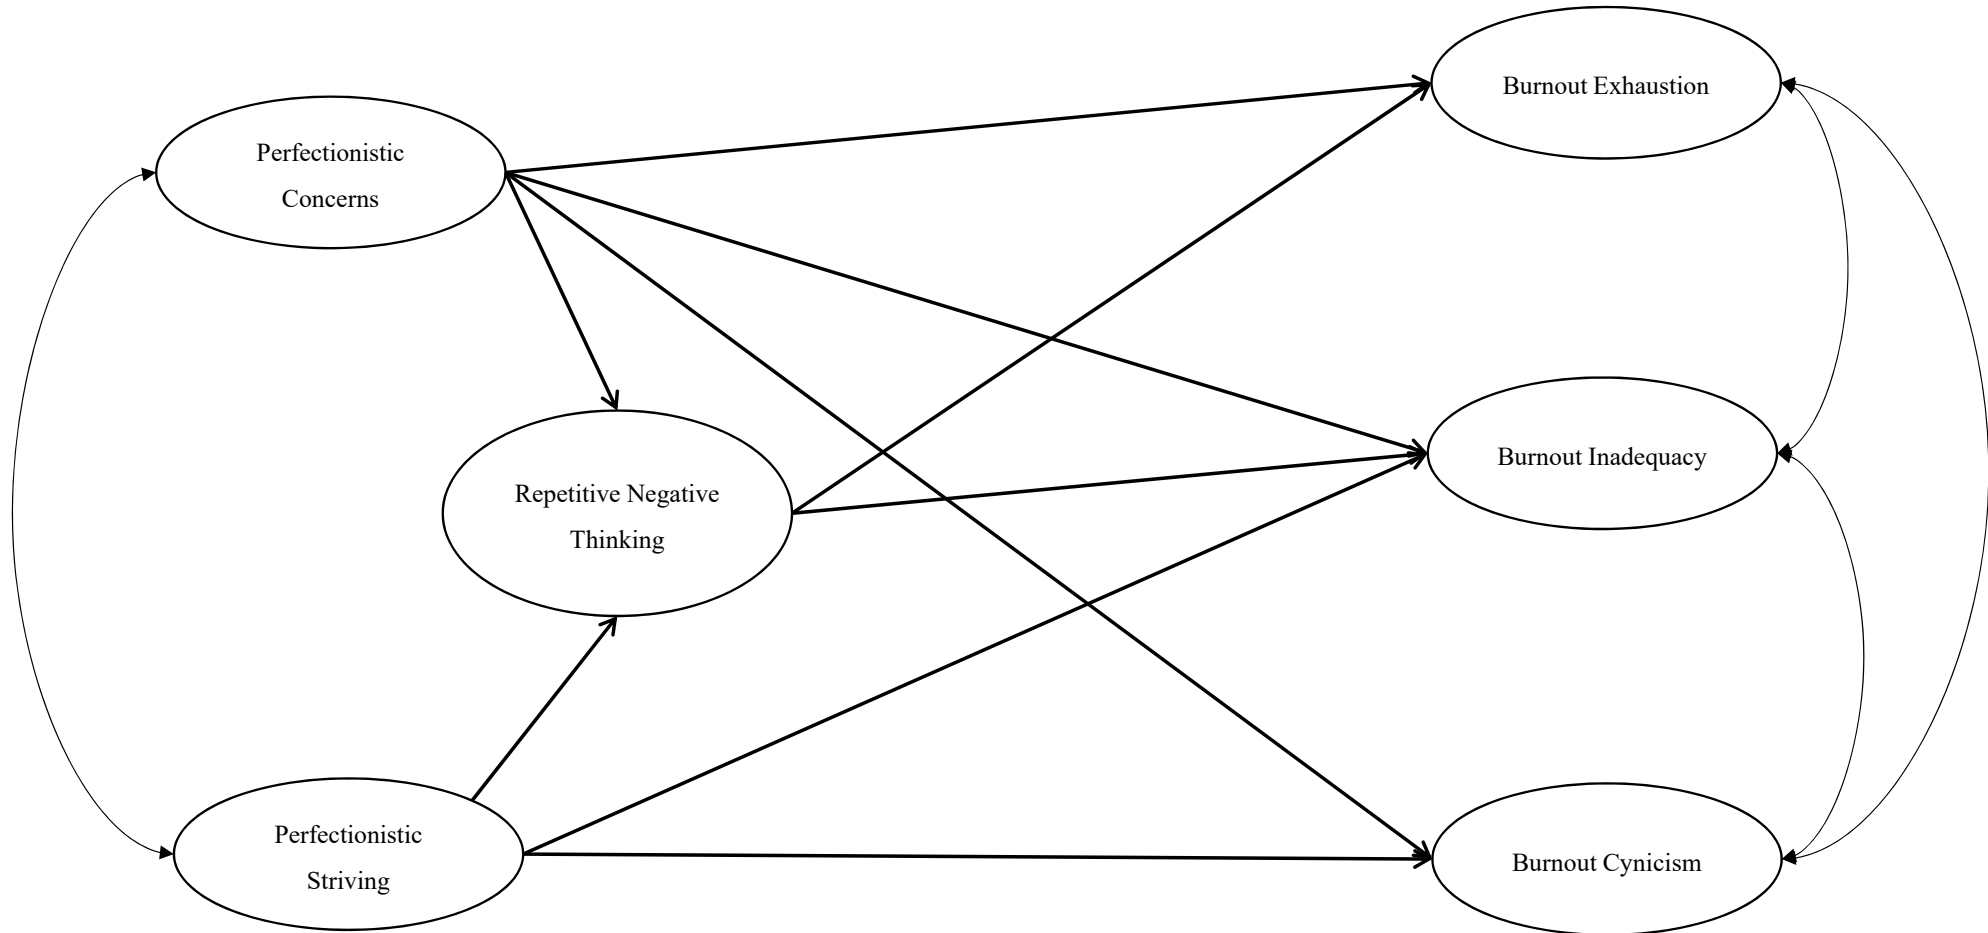 Burnout Exhaustion
Perfectionistic
Concerns
Burnout Inadequacy
Repetitive Negative
Thinking
Perfectionistic
Striving
Burnout Cynicism